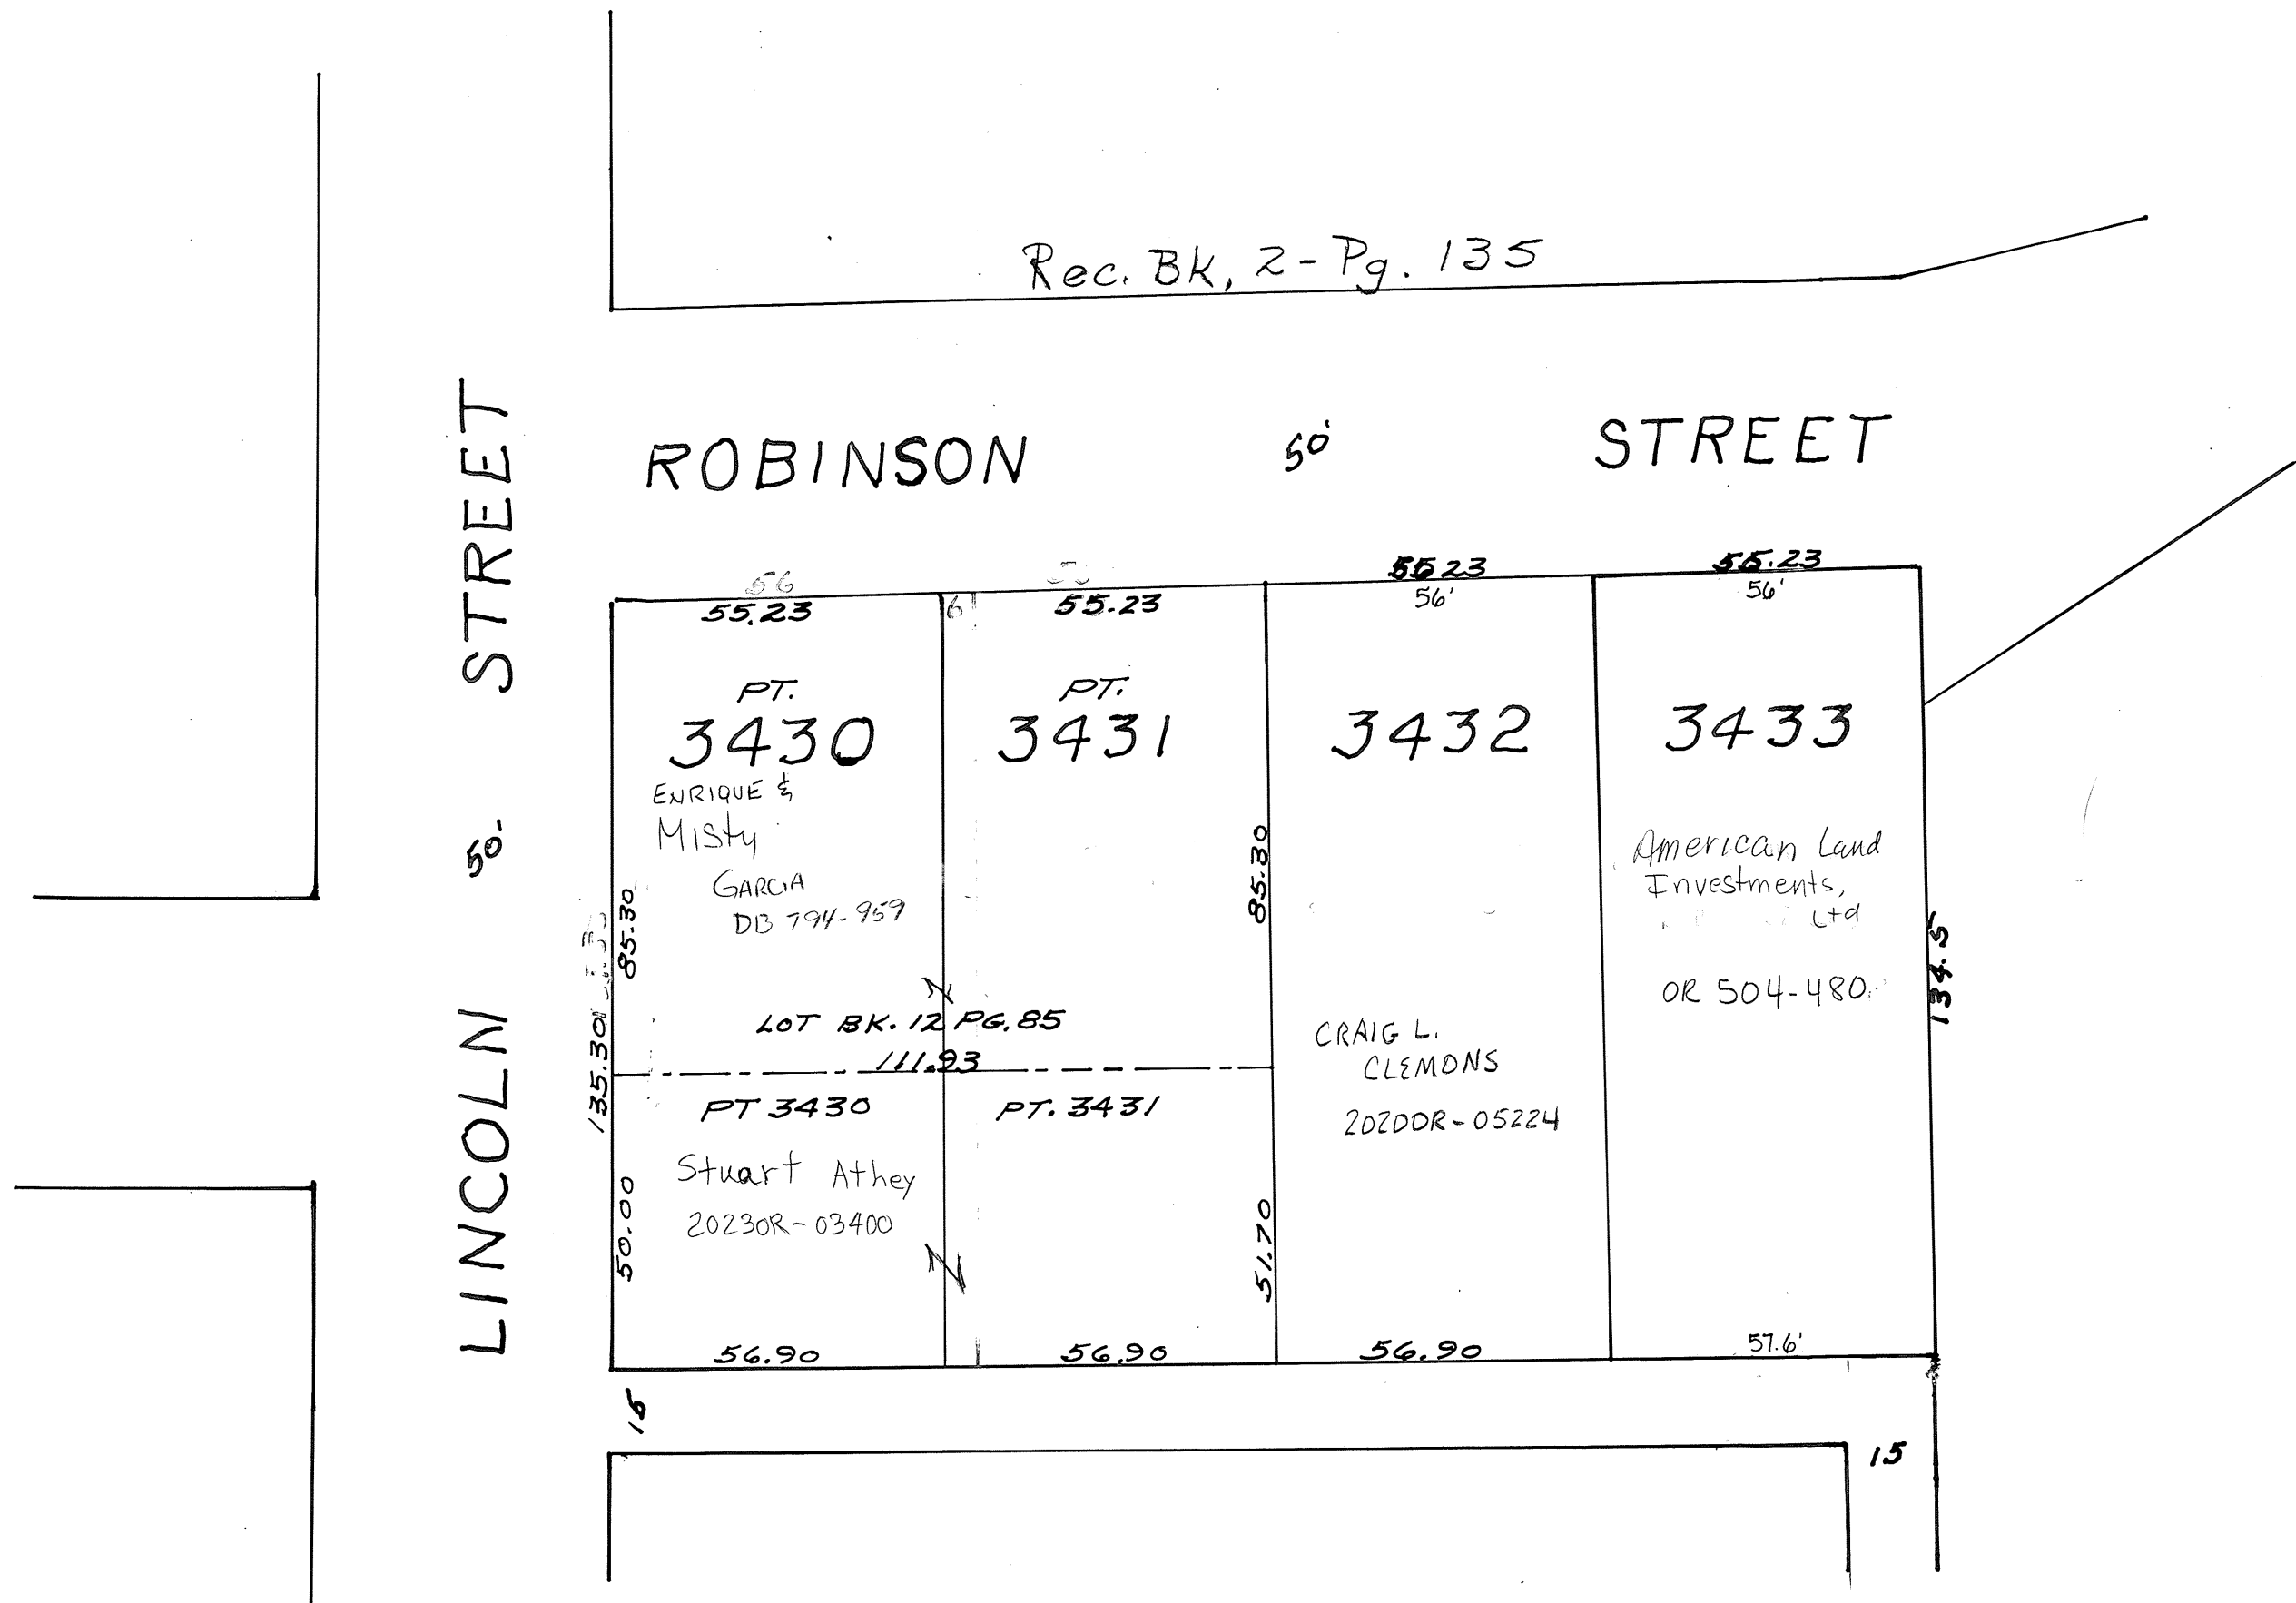 Rec. Bk, 2-Pg. 135
ROBINSON 50' STREET
LINCOLN 50- STREET
56
55.23
6
55.23
55 23
56'
55.23
56'
PT.
3430
PT.
3431
3432
3433
ENRIQUE &
Misty
GARCIA
DB 794-959
American Land
Investments,
Ltd
OR 504-480
85.30
135.30
85.30
134.5
LOT BK. 12 PG. 85
111.93
CRAIG L.
CLEMONS
2020OR-05224
PT 3430
PT. 3431
Stuart Athey
2023OR-03400
50.00
51.70
56.90
56.90
56.90
57.6'
15
15